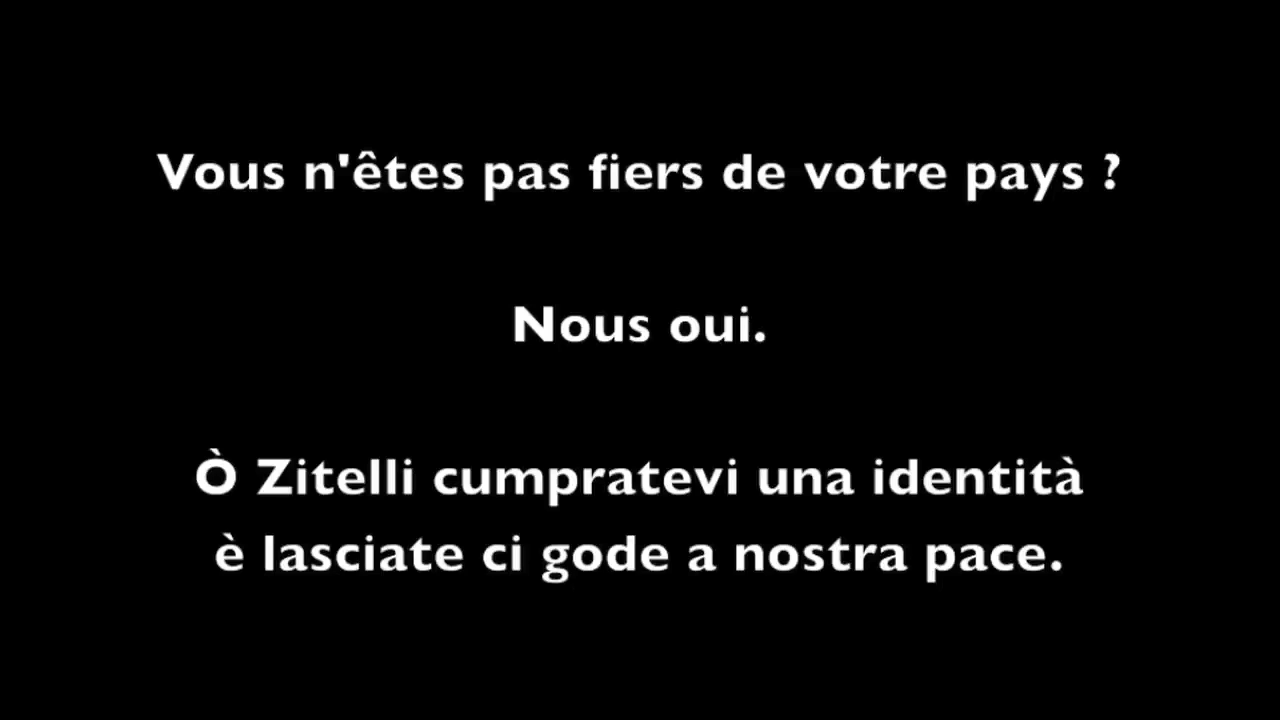 Vous n'êtes pas fiers de votre pays ?
Nous oui.
Ò Zitelli cumpratevi una identità
è lasciate ci gode a nostra pace.